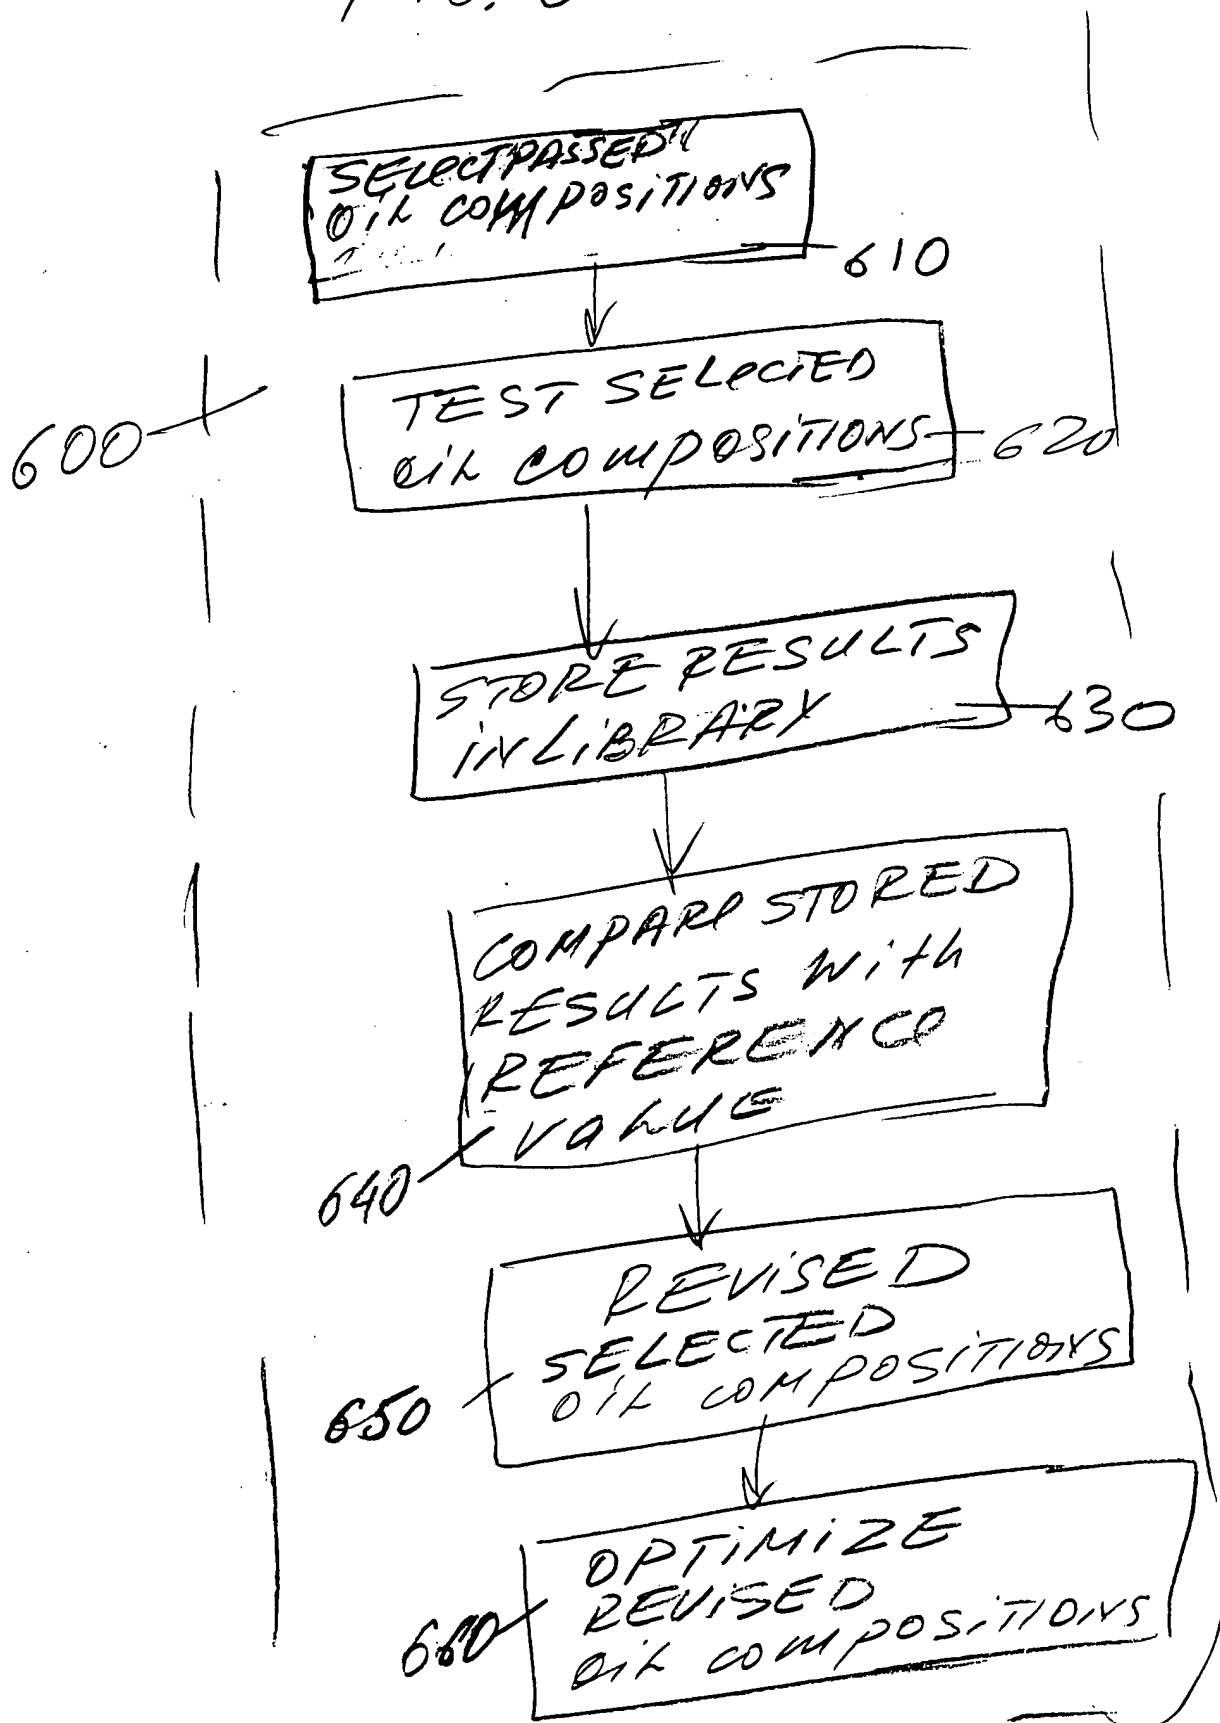 SELECT "PASSED"
OIL COMPOSITIONS
610
600
TEST SELECTED
OIL COMPOSITIONS
620
STORE RESULTS
IN LIBRARY
630
COMPARE STORED
RESULTS with
REFERENCE
VALUE
640
REVISED
SELECTED
OIL COMPOSITIONS
650
OPTIMIZE
REVISED
OIL COMPOSITIONS
660